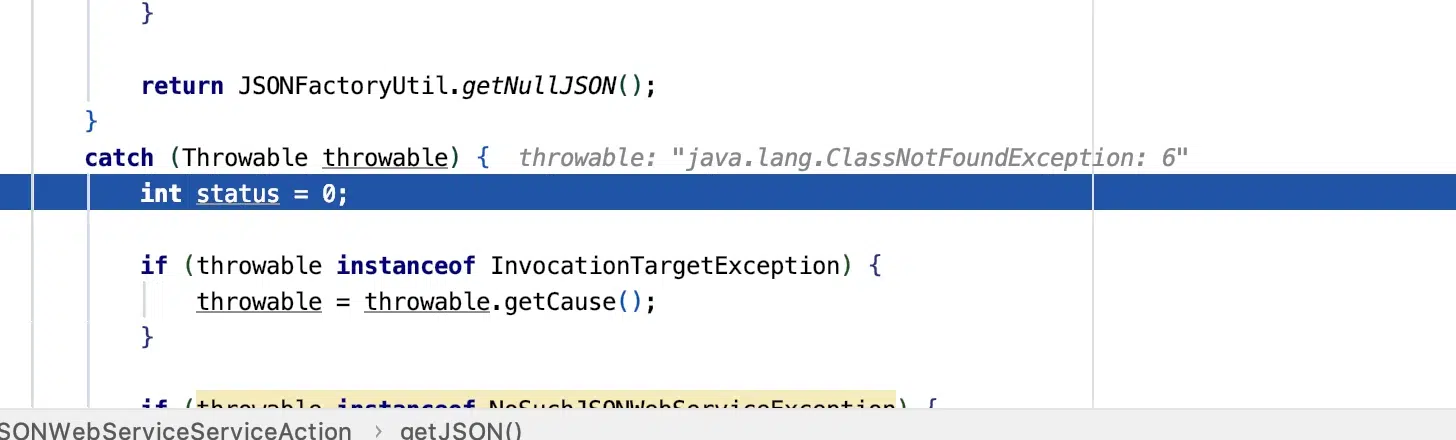 }
return JSONFactoryUtil.getNullJSON();
}
catch (Throwable throwable) { throwable: "java.lang.ClassNotFoundException: 6"
int status = 0;
if (throwable instanceof InvocationTargetException) {
throwable = throwable.getCause();
}
if (throwable instanceof NoSuchJSONWebServiceException) {
SONWebServiceServiceAction › getJSON()